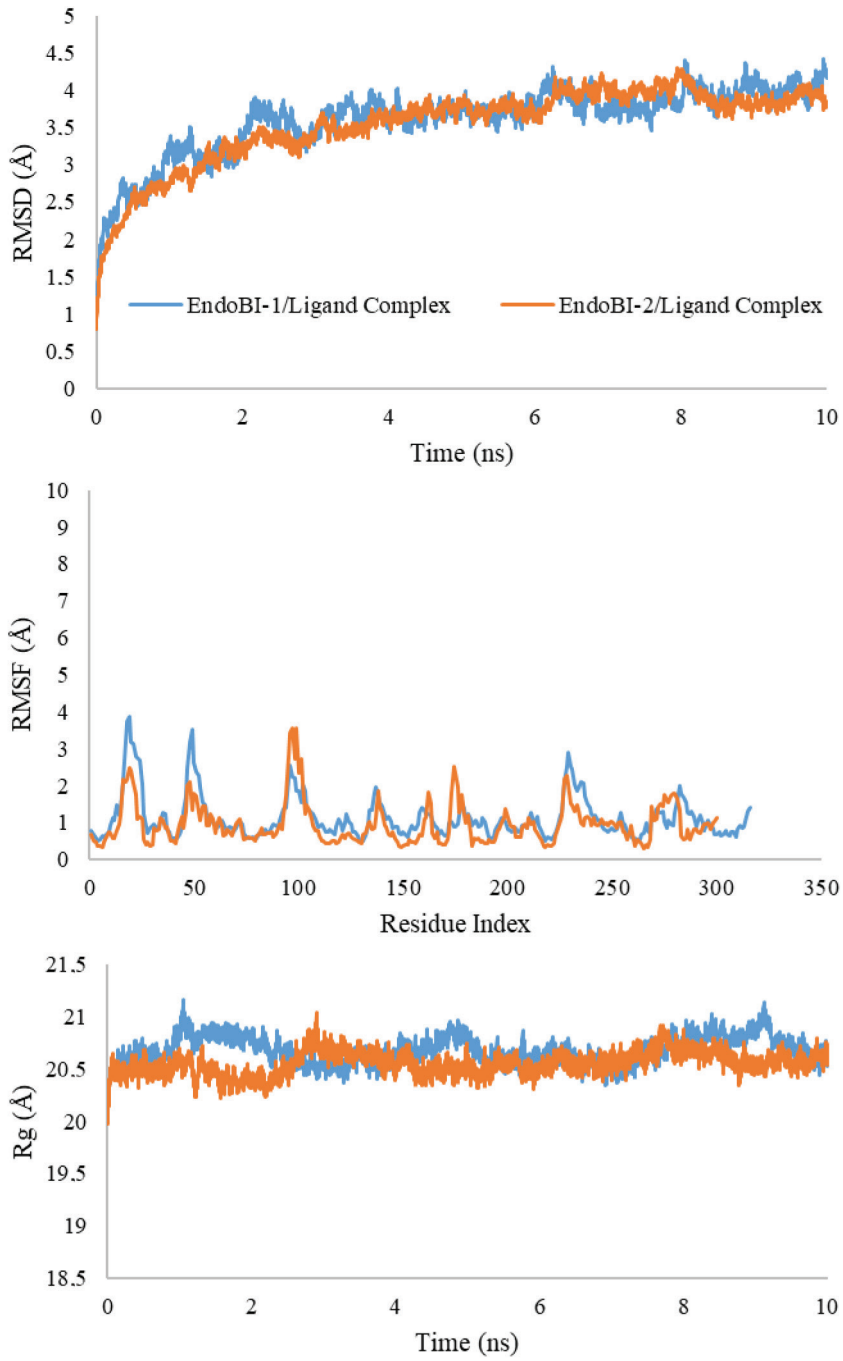 5
4.5
4
3.5
3
2.5
2
1.5
1
0.5
0
RMSD (Å)
EndoBI-1/Ligand Complex EndoBI-2/Ligand Complex
0 2 4 6 8 10
Time (ns)
10
9
8
7
6
5
4
3
2
1
0
RMSF (Å)
0 50 100 150 200 250 300 350
Residue Index
21.5
21
20.5
20
19.5
19
18.5
Rg (Å)
0 2 4 6 8 10
Time (ns)